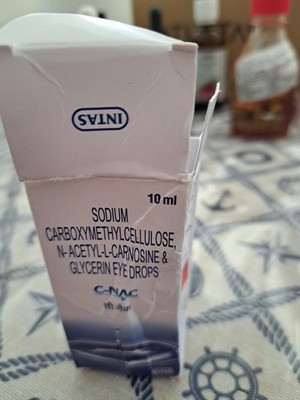 INTAS
10 ml
SODIUM
CARBOXYMETHYLCELLULOSE,
N- ACETYL-L-CARNOSINE &
GLYCERIN EYE DROPS
C-NAC
सी-नैक